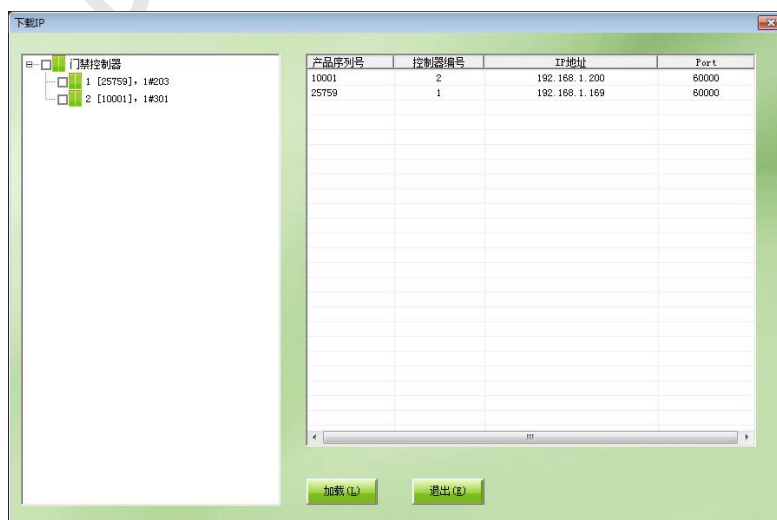 下载IP
门禁控制器
1 [25759], 1#203
2 [10001], 1#301
产品序列号 控制器编号 IP地址 Port
10001 2 192.168.1.200 60000
25759 1 192.168.1.169 60000
加载(L) 退出(E)